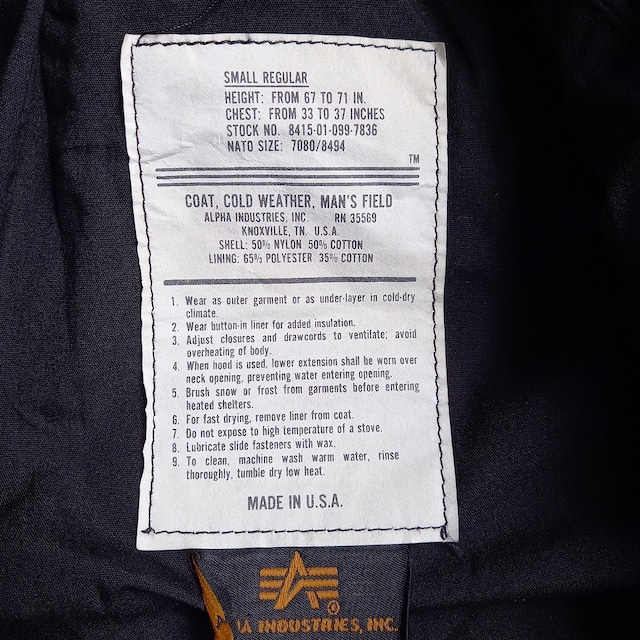 SMALL REGULAR
HEIGHT: FROM 67 TO 71 IN.
CHEST: FROM 33 TO 37 INCHES
STOCK NO. 8415-01-099-7836
NATO SIZE: 7080/8494
TM
COAT, COLD WEATHER, MAN'S FIELD
ALPHA INDUSTRIES, INC. RN 35569
KNOXVILLE, TN. U.S.A.
SHELL: 50% NYLON 50% COTTON
LINING: 65% POLYESTER 35% COTTON
1. Wear as outer garment or as under-layer in cold-dry
climate.
2. Wear button-in liner for added insulation.
3. Adjust closures and drawcords to ventilate; avoid
overheating of body.
4. When hood is used, lower extension shall be worn over
neck opening, preventing water entering opening.
5. Brush snow or frost from garments before entering
heated shelters.
6. For fast drying, remove liner from coat.
7. Do not expose to high temperature of a stove.
8. Lubricate slide fasteners with wax.
9. To clean, machine wash warm water, rinse
thoroughly, tumble dry low heat.
MADE IN U.S.A.
A
®
INDUSTRIES, INC.